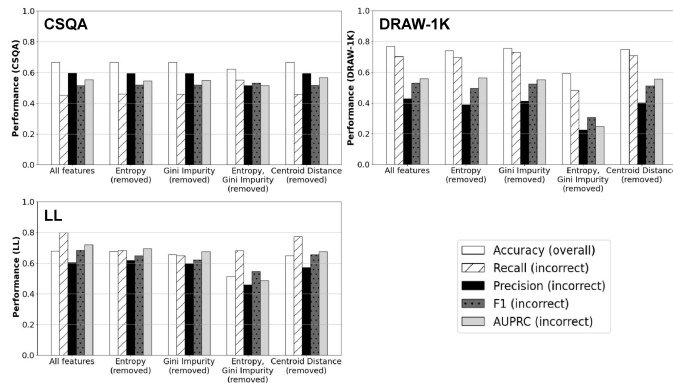 CSQA
Performance (CSQA)
1.0
0.8
0.6
0.4
0.2
0.0
All features
Entropy
(removed)
Gini Impurity
(removed)
Entropy,
Gini Impurity
(removed)
Centroid Distance
(removed)
DRAW-1K
Performance (DRAW-1K)
1.0
0.8
0.6
0.4
0.2
0.0
All features
Entropy
(removed)
Gini Impurity
(removed)
Entropy,
Gini Impurity
(removed)
Centroid Distance
(removed)
LL
Performance (LL)
1.0
0.8
0.6
0.4
0.2
0.0
All features
Entropy
(removed)
Gini Impurity
(removed)
Entropy,
Gini Impurity
(removed)
Centroid Distance
(removed)
Accuracy (overall)
Recall (incorrect)
Precision (incorrect)
F1 (incorrect)
AUPRC (incorrect)